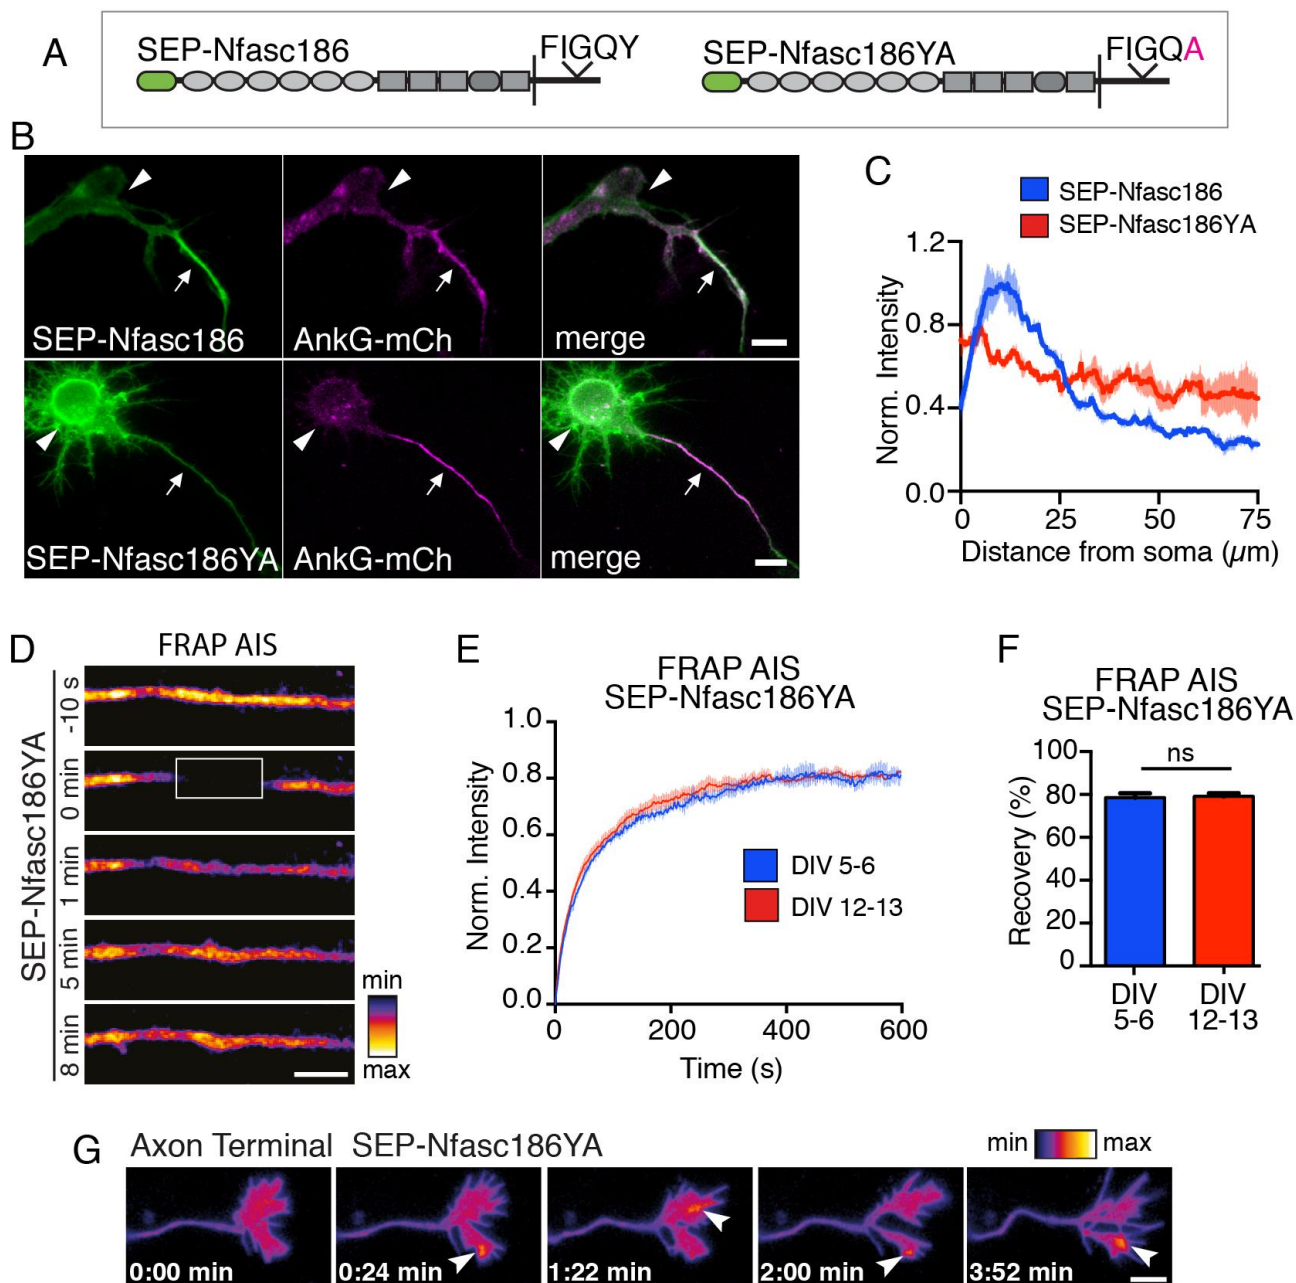 A
SEP-Nfasc186
FIGQY
SEP-Nfasc186YA
FIGQA
B
SEP-Nfasc186
AnkG-mCh
merge
SEP-Nfasc186YA
AnkG-mCh
merge
C
SEP-Nfasc186
SEP-Nfasc186YA
Norm. Intensity
1.2
0.8
0.4
0.0
0 25 50 75
Distance from soma (µm)
D
FRAP AIS
SEP-Nfasc186YA
-10 s
0 min
1 min
5 min
8 min
min
max
E
FRAP AIS
SEP-Nfasc186YA
Norm. Intensity
1.0
0.8
0.6
0.4
0.2
0.0
DIV 5-6
DIV 12-13
0 200 400 600
Time (s)
F
FRAP AIS
SEP-Nfasc186YA
Recovery (%)
100
80
60
40
20
0
ns
DIV
5-6
DIV
12-13
G
Axon Terminal SEP-Nfasc186YA
min max
0:00 min
0:24 min
1:22 min
2:00 min
3:52 min